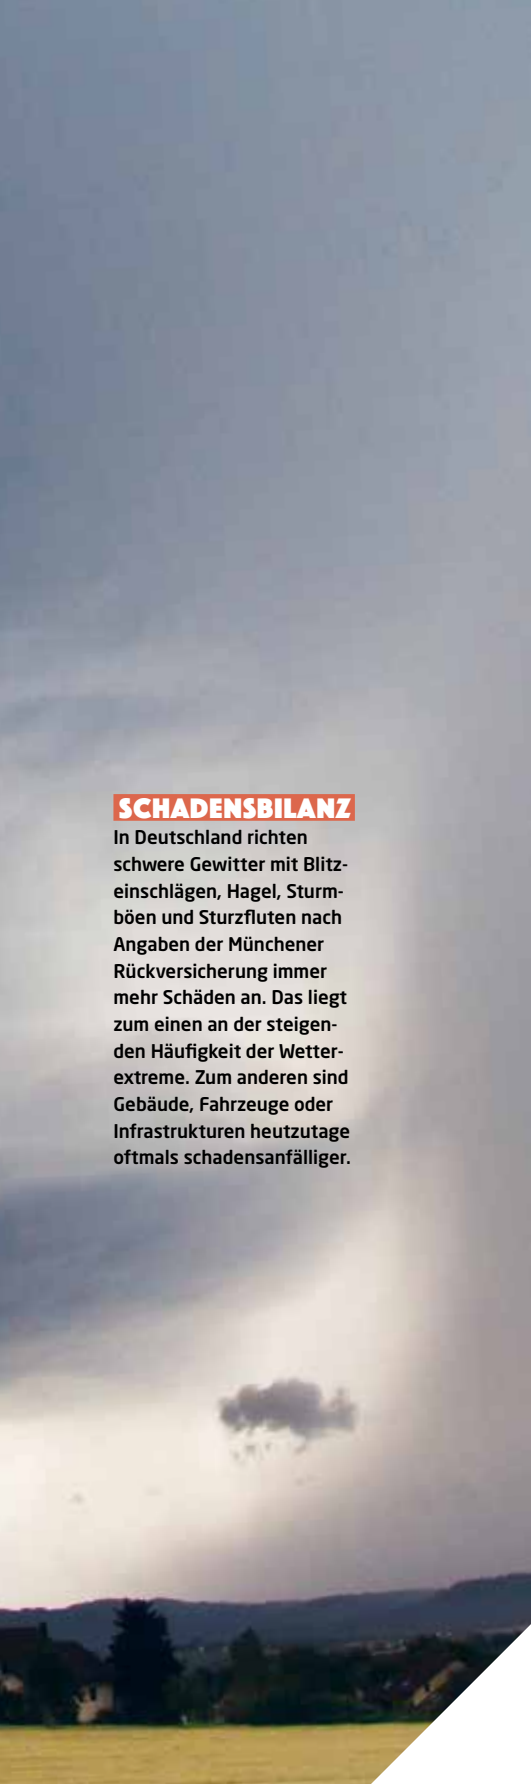 SCHADENSBILANZ
In Deutschland richten
schwere Gewitter mit Blitz-
einschlägen, Hagel, Sturm-
böen und Sturzfluten nach
Angaben der Münchener
Rückversicherung immer
mehr Schäden an. Das liegt
zum einen an der steigen-
den Häufigkeit der Wetter-
extreme. Zum anderen sind
Gebäude, Fahrzeuge oder
Infrastrukturen heutzutage
oftmals schadensanfälliger.